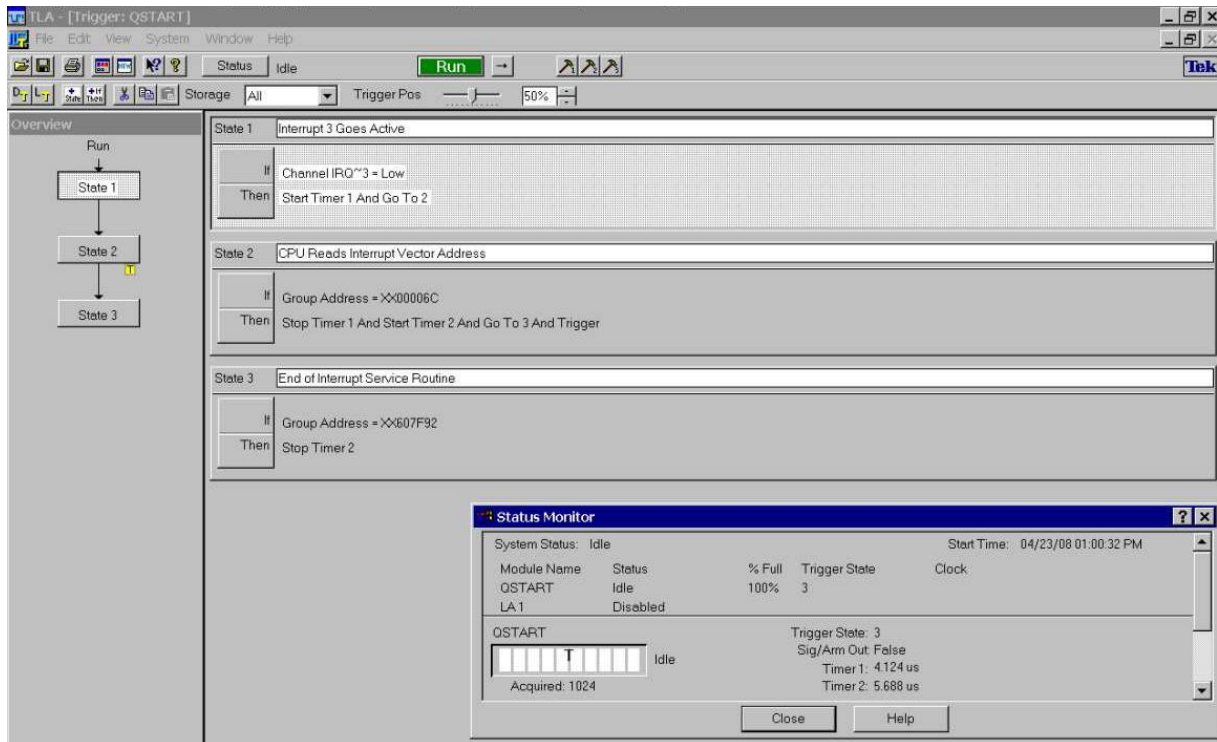 TLA - [Trigger: QSTART]
File Edit View System Window Help
Status Idle Run Tek
Storage All Trigger Pos 50%
Overview
Run
State 1
State 2
T
State 3
State 1 Interrupt 3 Goes Active
If Channel IRQ~3 = Low
Then Start Timer 1 And Go To 2
State 2 CPU Reads Interrupt Vector Address
If Group Address = XX00006C
Then Stop Timer 1 And Start Timer 2 And Go To 3 And Trigger
State 3 End of Interrupt Service Routine
If Group Address = XX607F92
Then Stop Timer 2
Status Monitor
System Status: Idle Start Time: 04/23/08 01:00:32 PM
Module Name Status % Full Trigger State Clock
QSTART Idle 100% 3
LA 1 Disabled
QSTART Trigger State: 3
T Idle Sig/Arm Out: False
Timer 1: 4.124 us
Acquired: 1024 Timer 2: 5.688 us
Close Help